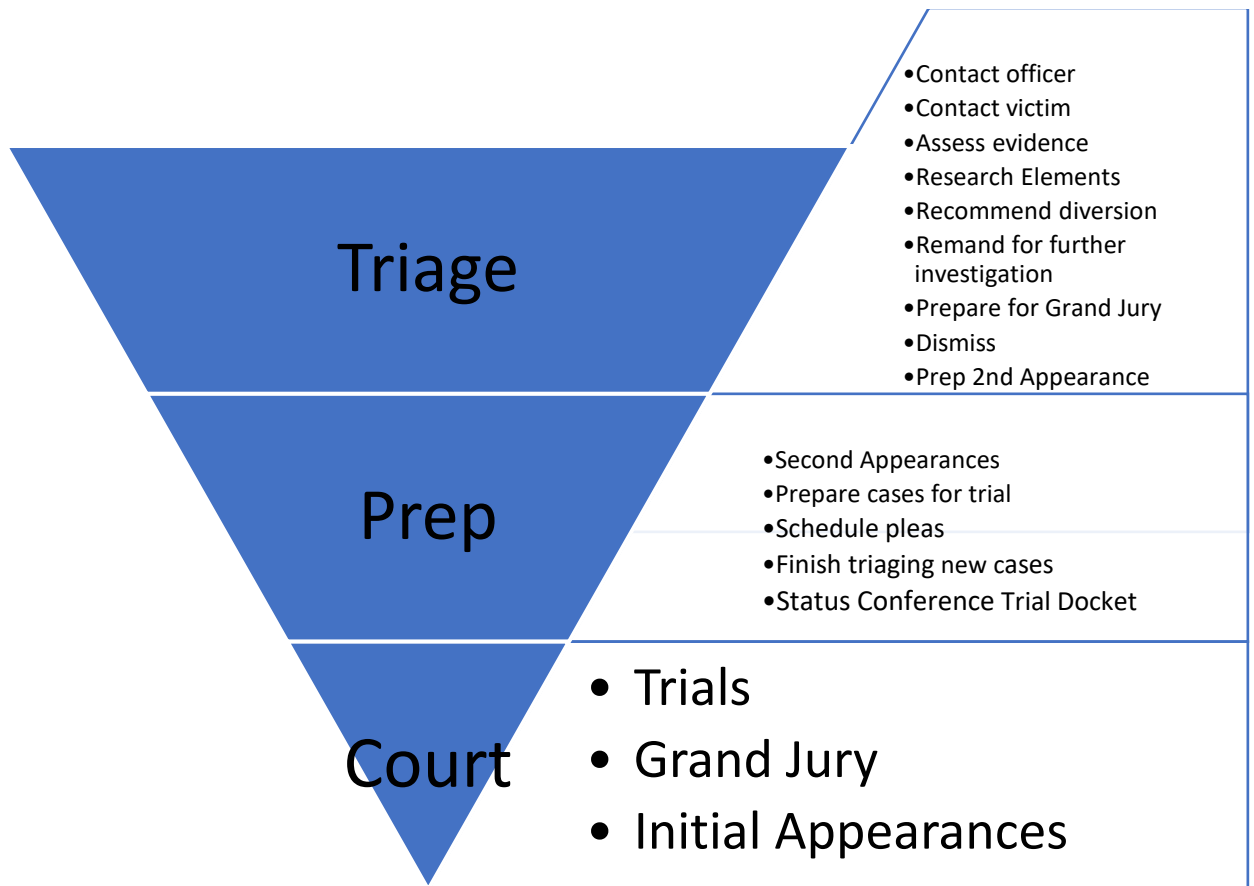 Triage
•Contact officer
•Contact victim
•Assess evidence
•Research Elements
•Recommend diversion
•Remand for further
investigation
•Prepare for Grand Jury
•Dismiss
•Prep 2nd Appearance
Prep
•Second Appearances
•Prepare cases for trial
•Schedule pleas
•Finish triaging new cases
•Status Conference Trial Docket
Court
• Trials
• Grand Jury
• Initial Appearances